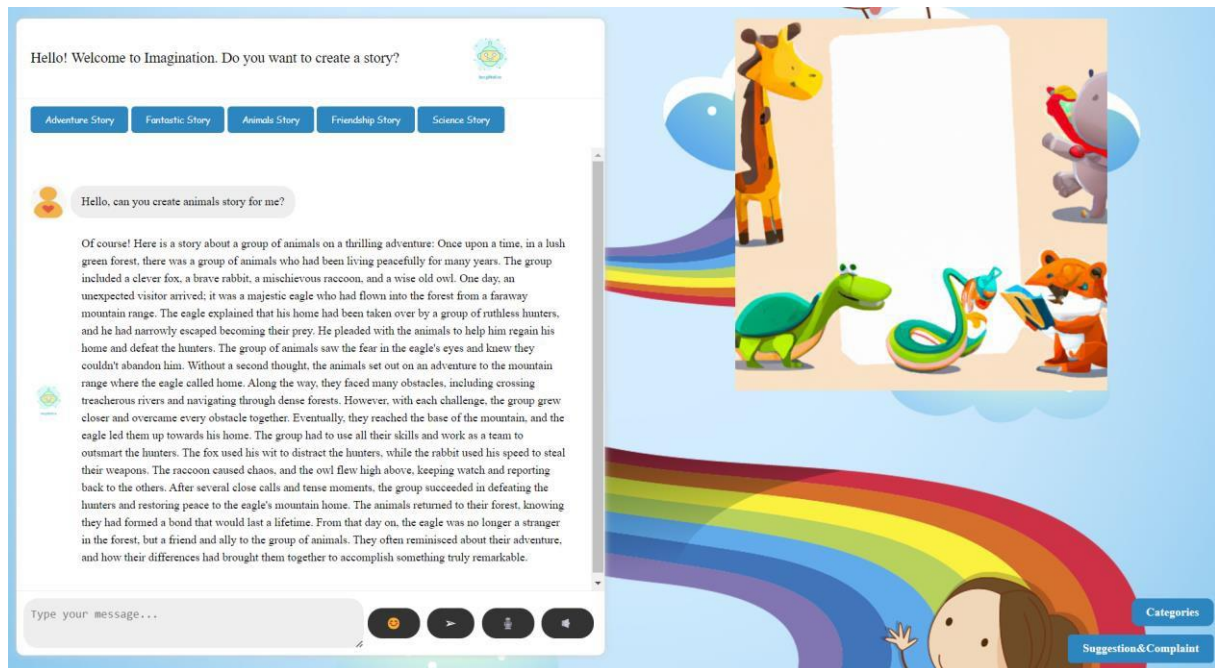 Hello! Welcome to Imagination. Do you want to create a story?
Adventure Story
Fantastic Story
Animals Story
Friendship Story
Science Story
Hello, can you create animals story for me?
Of course! Here is a story about a group of animals on a thrilling adventure: Once upon a time, in a lush
green forest, there was a group of animals who had been living peacefully for many years. The group
included a clever fox, a brave rabbit, a mischievous raccoon, and a wise old owl. One day, an
unexpected visitor arrived; it was a majestic eagle who had flown into the forest from a faraway
mountain range. The eagle explained that his home had been taken over by a group of ruthless hunters,
and he had narrowly escaped becoming their prey. He pleaded with the animals to help him regain his
home and defeat the hunters. The group of animals saw the fear in the eagle's eyes and knew they
couldn't abandon him. Without a second thought, the animals set out on an adventure to the mountain
range where the eagle called home. Along the way, they faced many obstacles, including crossing
treacherous rivers and navigating through dense forests. However, with each challenge, the group grew
closer and overcame every obstacle together. Eventually, they reached the base of the mountain, and the
eagle led them up towards his home. The group had to use all their skills and work as a team to
outsmart the hunters. The fox used his wit to distract the hunters, while the rabbit used his speed to steal
their weapons. The raccoon caused chaos, and the owl flew high above, keeping watch and reporting
back to the others. After several close calls and tense moments, the group succeeded in defeating the
hunters and restoring peace to the eagle's mountain home. The animals returned to their forest, knowing
they had formed a bond that would last a lifetime. From that day on, the eagle was no longer a stranger
in the forest, but a friend and ally to the group of animals. They often reminisced about their adventure,
and how their differences had brought them together to accomplish something truly remarkable.
Type your message...
Categories
Suggestion&Complaint